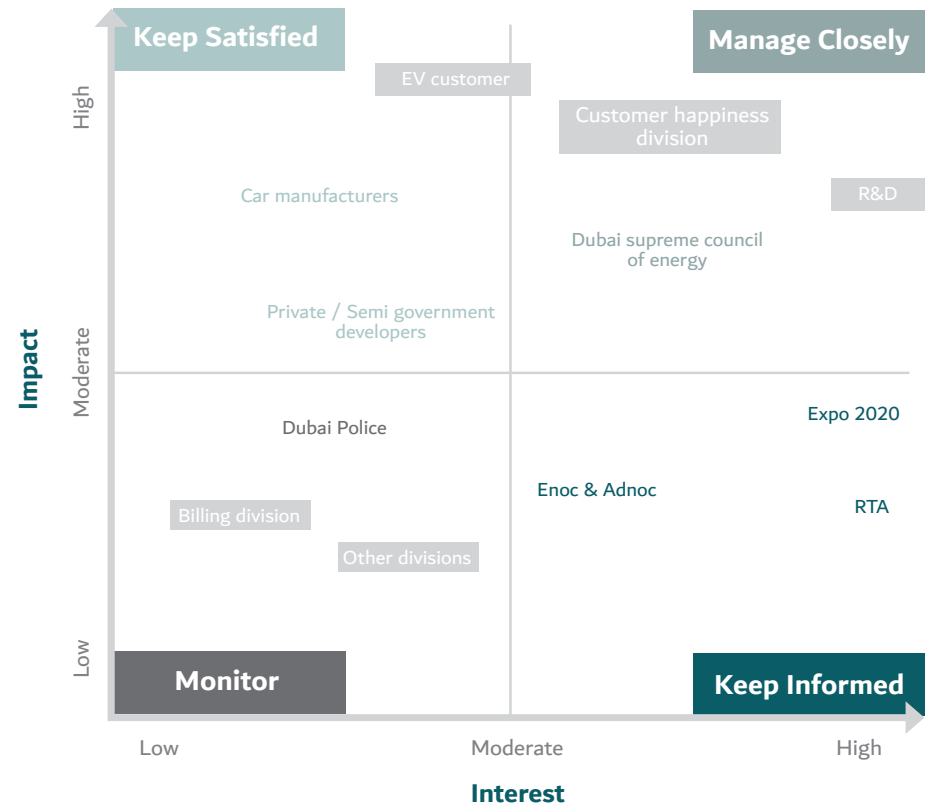 Keep Satisfied
Manage Closely
EV customer
High
Customer happiness
division
R&D
Car manufacturers
Dubai supreme council
of energy
Private / Semi government
developers
Impact
Moderate
Expo 2020
Dubai Police
Enoc & Adnoc
RTA
Billing division
Other divisions
Low
Monitor
Keep Informed
Low
Moderate
High
Interest